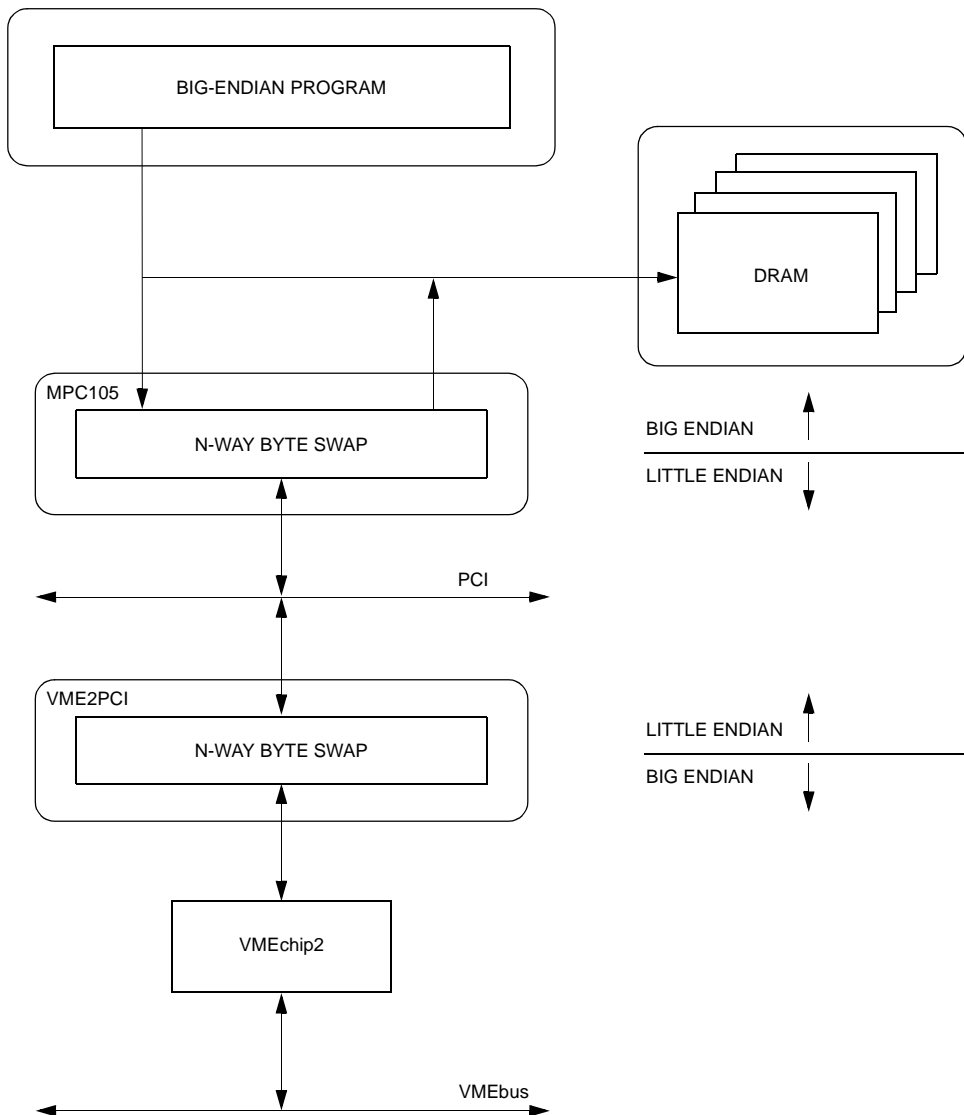 BIG-ENDIAN PROGRAM
DRAM
MPC105
N-WAY BYTE SWAP
BIG ENDIAN
LITTLE ENDIAN
PCI
VME2PCI
N-WAY BYTE SWAP
LITTLE ENDIAN
BIG ENDIAN
VMEchip2
VMEbus